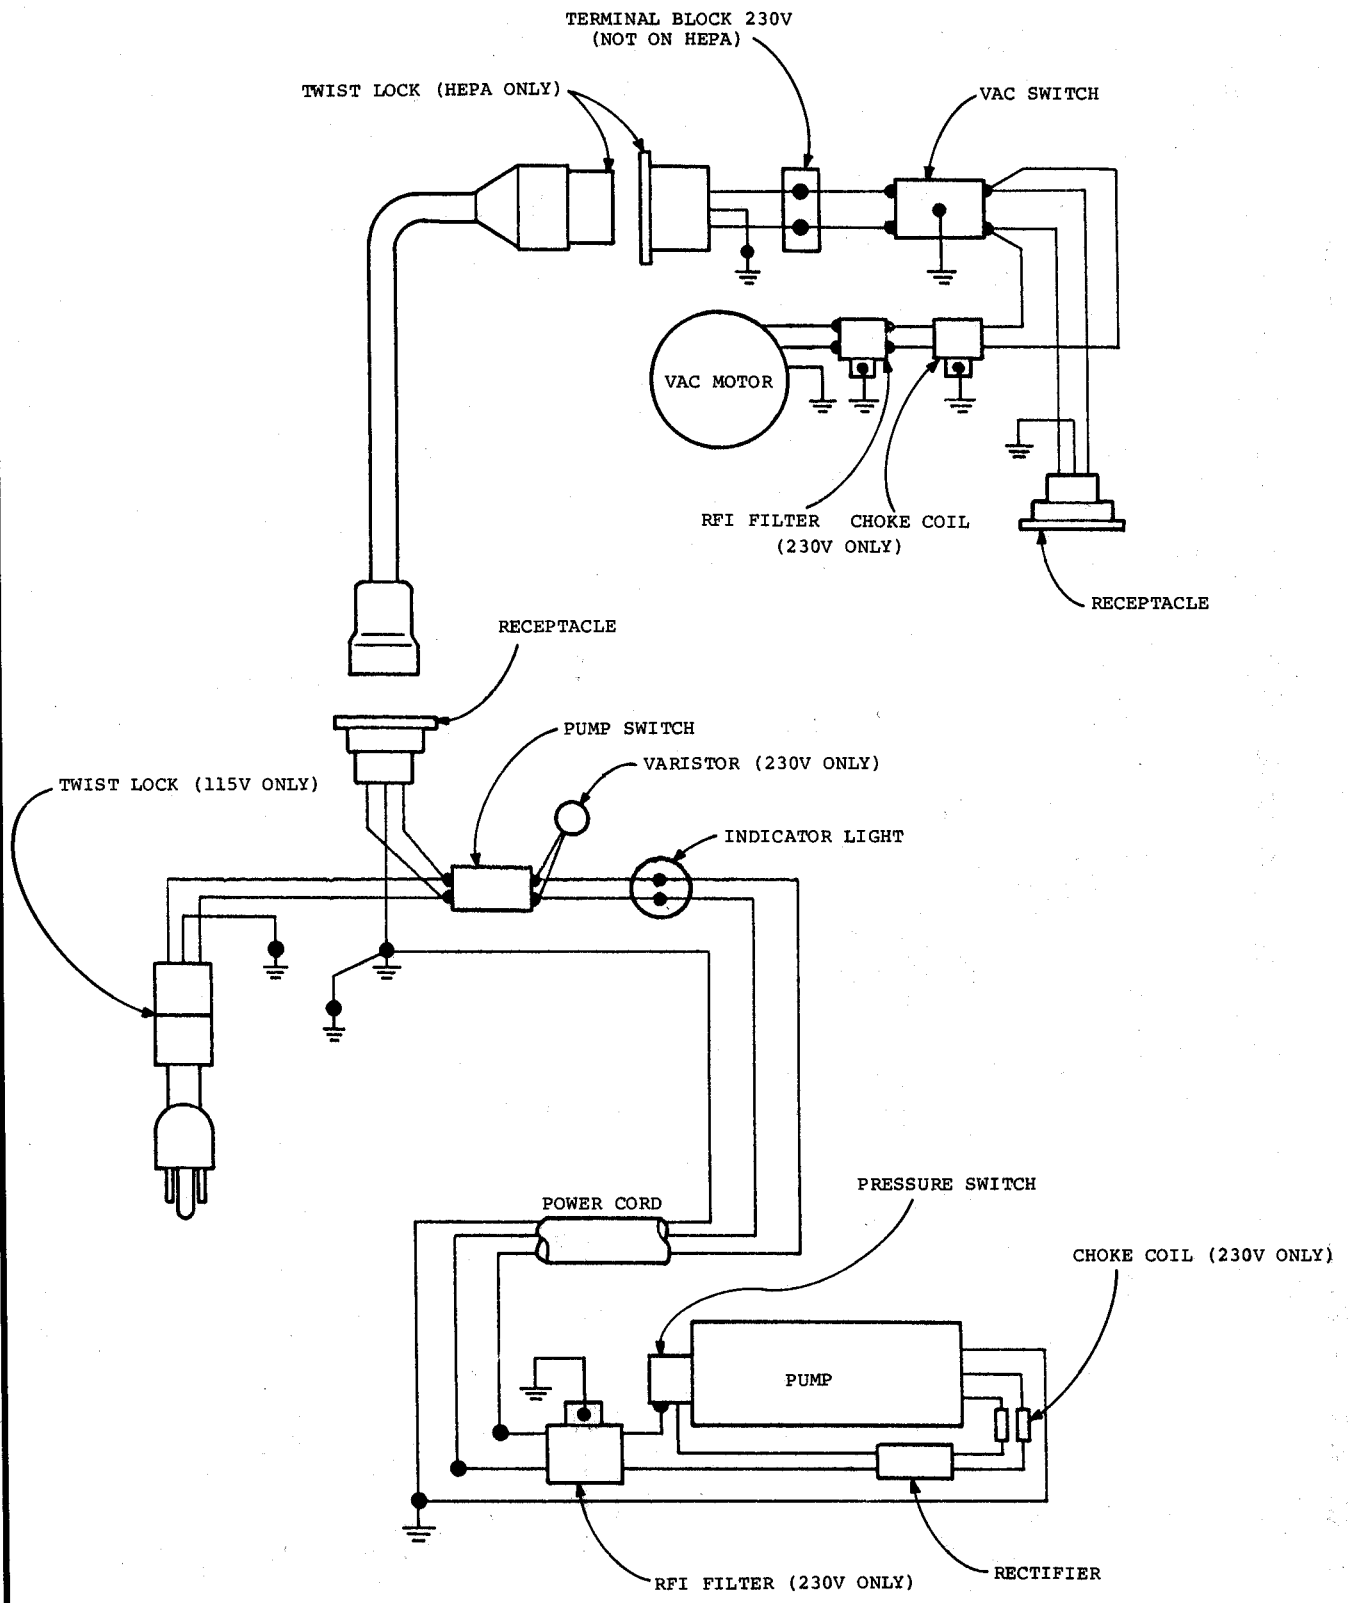 TERMINAL BLOCK 230V
(NOT ON HEPA)
TWIST LOCK (HEPA ONLY)
VAC SWITCH
VAC MOTOR
RFI FILTER
CHOKE COIL
(230V ONLY)
RECEPTACLE
RECEPTACLE
PUMP SWITCH
VARISTOR (230V ONLY)
TWIST LOCK (115V ONLY)
INDICATOR LIGHT
PRESSURE SWITCH
POWER CORD
CHOKE COIL (230V ONLY)
PUMP
RECTIFIER
RFI FILTER (230V ONLY)